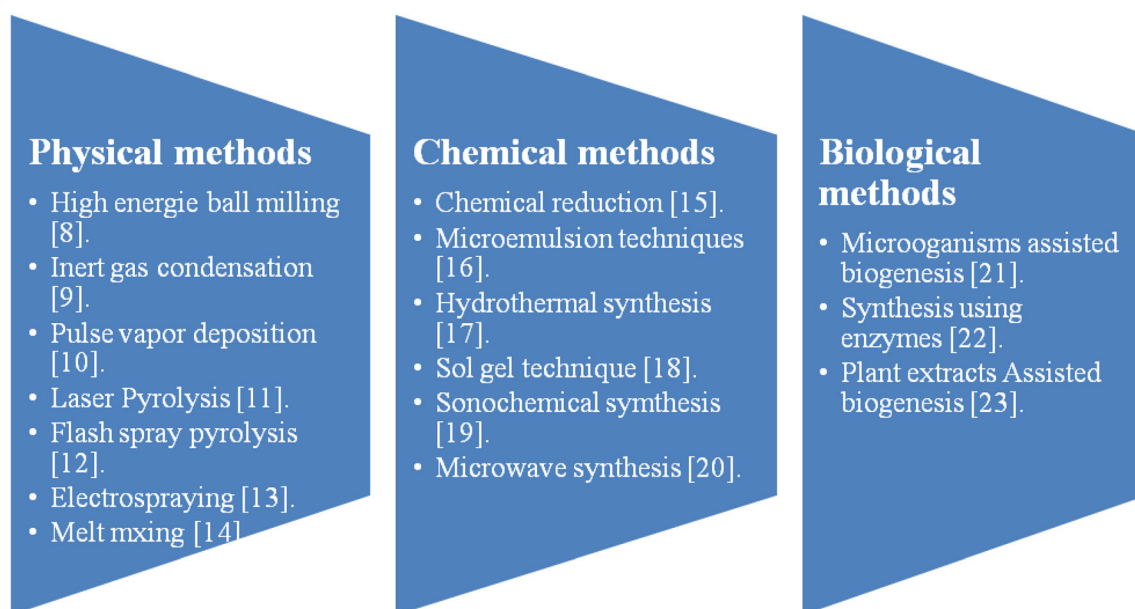 Physical methods
• High energie ball milling
[8].
• Inert gas condensation
[9].
• Pulse vapor deposition
[10].
• Laser Pyrolysis [11].
• Flash spray pyrolysis
[12].
• Electrospraying [13].
• Melt mxing [14]
Chemical methods
• Chemical reduction [15].
• Microemulsion techniques
[16].
• Hydrothermal synthesis
[17].
• Sol gel technique [18].
• Sonochemical symthesis
[19].
• Microwave synthesis [20].
Biological
methods
• Microoganisms assisted
biogenesis [21].
• Synthesis using
enzymes [22].
• Plant extracts Assisted
biogenesis [23].